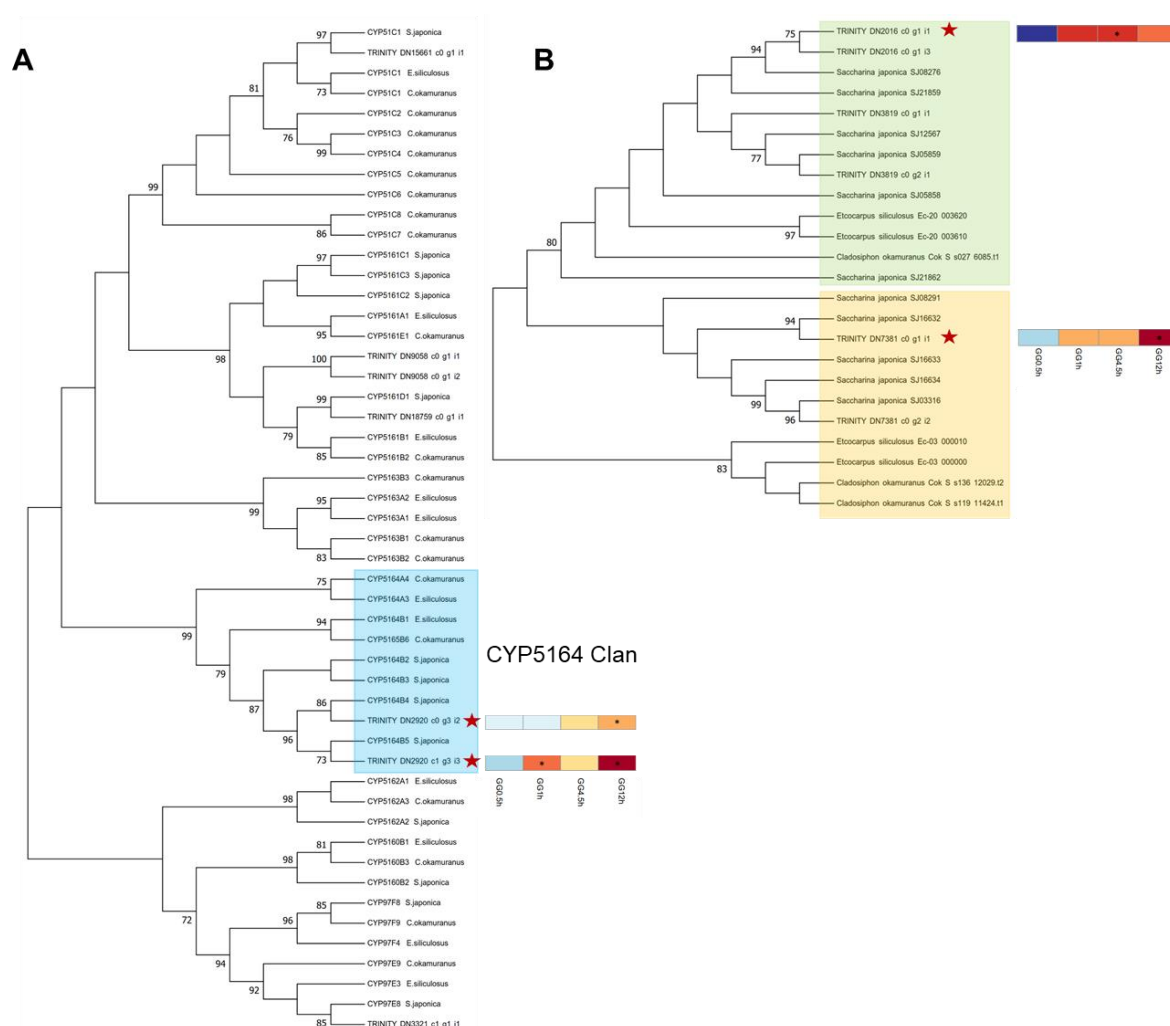 A
97
CYP51C1 S.japonica
TRINITY DN15661 c0 g1 i1
CYP51C1 E.siliculosus
81
73
CYP51C1 C.okamuranus
CYP51C2 C.okamuranus
76
CYP51C3 C.okamuranus
99
CYP51C4 C.okamuranus
CYP51C5 C.okamuranus
99
CYP51C6 C.okamuranus
CYP51C8 C.okamuranus
86
CYP51C7 C.okamuranus
97
CYP5161C1 S.japonica
CYP5161C3 S.japonica
CYP5161C2 S.japonica
CYP5161A1 E.siliculosus
95
CYP5161E1 C.okamuranus
98
100
TRINITY DN9058 c0 g1 i1
TRINITY DN9058 c0 g1 i2
99
CYP5161D1 S.japonica
TRINITY DN18759 c0 g1 i1
79
CYP5161B1 E.siliculosus
85
CYP5161B2 C.okamuranus
CYP5163B3 C.okamuranus
95
CYP5163A2 E.siliculosus
99
CYP5163A1 E.siliculosus
CYP5163B1 C.okamuranus
83
CYP5163B2 C.okamuranus
75
CYP5164A4 C.okamuranus
CYP5164A3 E.siliculosus
99
94
CYP5164B1 E.siliculosus
CYP5165B6 C.okamuranus
79
CYP5164B2 S.japonica
CYP5164B3 S.japonica
87
86
CYP5164B4 S.japonica
TRINITY DN2920 c0 g3 i2
96
CYP5164B5 S.japonica
73
TRINITY DN2920 c1 g3 i3
CYP5162A1 E.siliculosus
98
CYP5162A3 C.okamuranus
CYP5162A2 S.japonica
81
CYP5160B1 E.siliculosus
98
CYP5160B3 C.okamuranus
CYP5160B2 S.japonica
72
85
CYP97F8 S.japonica
96
CYP97F9 C.okamuranus
CYP97F4 E.siliculosus
94
CYP97E9 C.okamuranus
92
CYP97E3 E.siliculosus
CYP97E8 S.japonica
85
TRINITY DN3321 c1 g1 i1
CYP5164 Clan
GG0.5h
GG1h
GG4.5h
GG12h
B
75
TRINITY DN2016 c0 g1 i1
94
TRINITY DN2016 c0 g1 i3
Saccharina japonica SJ08276
Saccharina japonica SJ21859
TRINITY DN3819 c0 g1 i1
Saccharina japonica SJ12567
77
Saccharina japonica SJ05859
TRINITY DN3819 c0 g2 i1
Saccharina japonica SJ05858
Etcocarpus siliculosus Ec-20 003620
97
Etcocarpus siliculosus Ec-20 003610
80
Cladosiphon okamuranus Cok S s027 6085.t1
Saccharina japonica SJ21862
Saccharina japonica SJ08291
94
Saccharina japonica SJ16632
TRINITY DN7381 c0 g1 i1
Saccharina japonica SJ16633
Saccharina japonica SJ16634
99
Saccharina japonica SJ03316
96
TRINITY DN7381 c0 g2 i2
Etcocarpus siliculosus Ec-03 000010
83
Etcocarpus siliculosus Ec-03 000000
Cladosiphon okamuranus Cok S s136 12029.t2
Cladosiphon okamuranus Cok S s119 11424.t1
GG0.5h
GG1h
GG4.5h
GG12h